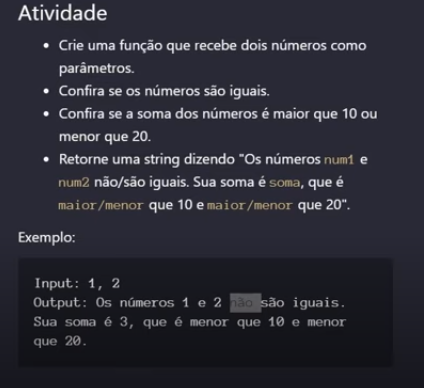 Atividade
• Crie uma função que recebe dois números como
parâmetros.
• Confira se os números são iguais.
• Confira se a soma dos números é maior que 10 ou
menor que 20.
• Retorne uma string dizendo "Os números num1 e
num2 não/são iguais. Sua soma é soma, que é
maior/menor que 10 e maior/menor que 20".
Exemplo:
Input: 1, 2
Output: Os números 1 e 2 não são iguais.
Sua soma é 3, que é menor que 10 e menor
que 20.